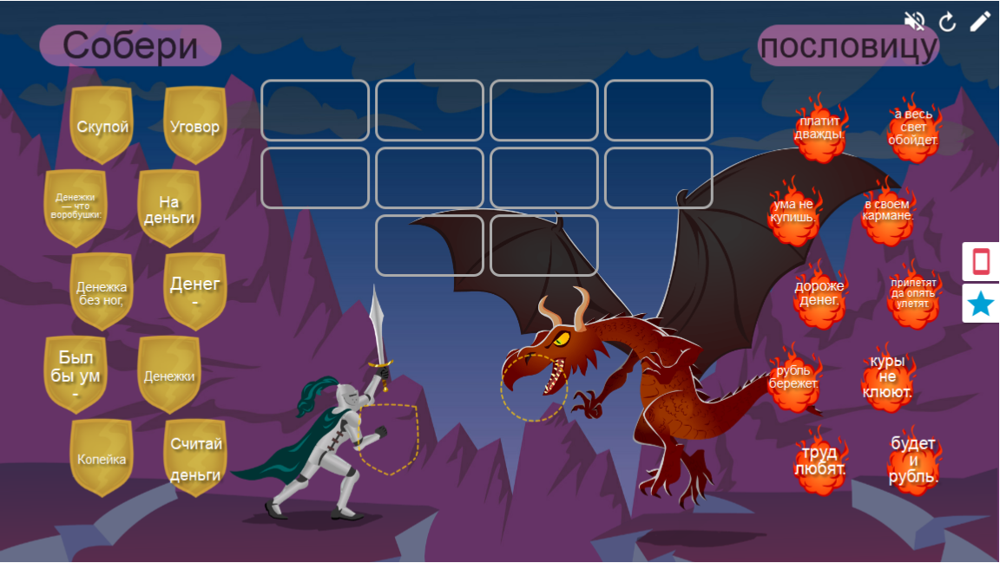 Собери
пословицу
Скупой
Уговор
Денежки
— что
воробушки:
На
деньги
Денежка
без ног,
Денег
-
Был
бы ум
-
Денежки
Копейка
Считай
деньги
платит
дважды.
а весь
свет
обойдет.
ума не
купишь.
в своем
кармане.
дороже
денег.
прилетят
да опять
улетят.
рубль
бережет.
куры
не
клюют.
труд
любят.
будет
и
рубль.